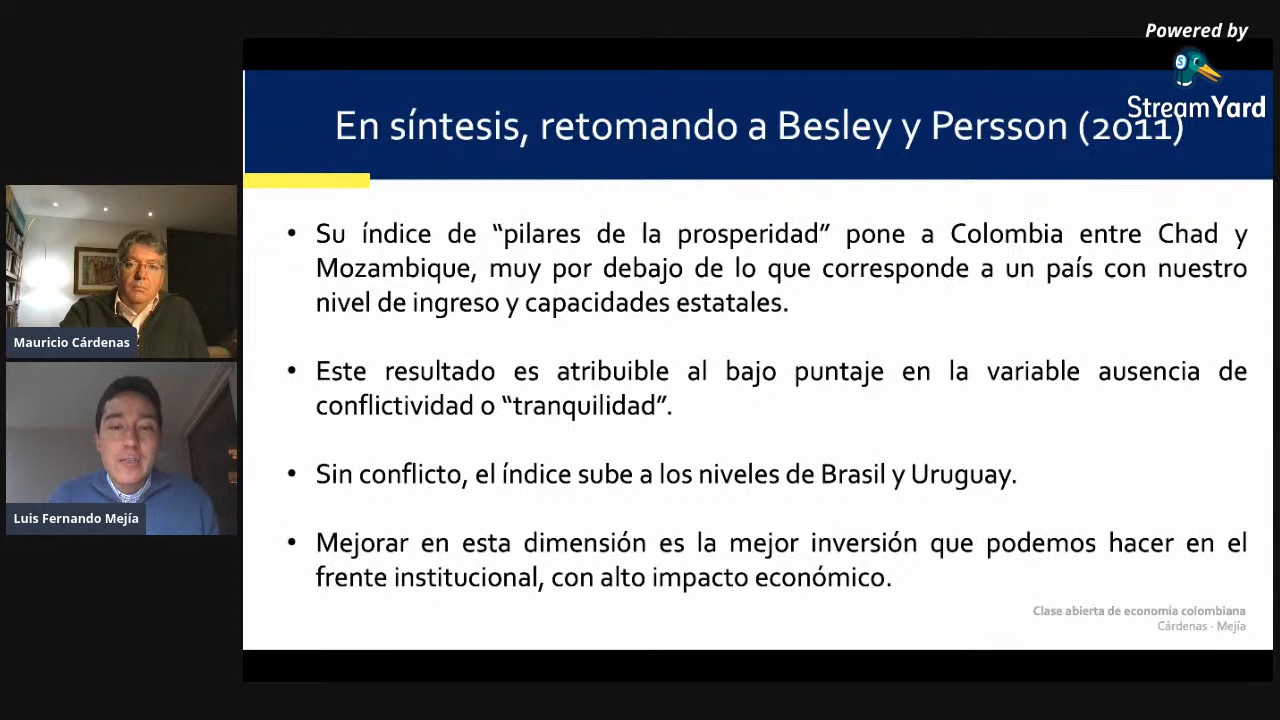 Powered by
StreamYard
En síntesis, retomando a Besley y Persson (2011)
• Su índice de “pilares de la prosperidad” pone a Colombia entre Chad y
Mozambique, muy por debajo de lo que corresponde a un país con nuestro
nivel de ingreso y capacidades estatales.
• Este resultado es atribuible al bajo puntaje en la variable ausencia de
conflictividad o “tranquilidad”.
• Sin conflicto, el índice sube a los niveles de Brasil y Uruguay.
• Mejorar en esta dimensión es la mejor inversión que podemos hacer en el
frente institucional, con alto impacto económico.
Clase abierta de economía colombiana
Cárdenas - Mejía
Mauricio Cárdenas
Luis Fernando Mejía